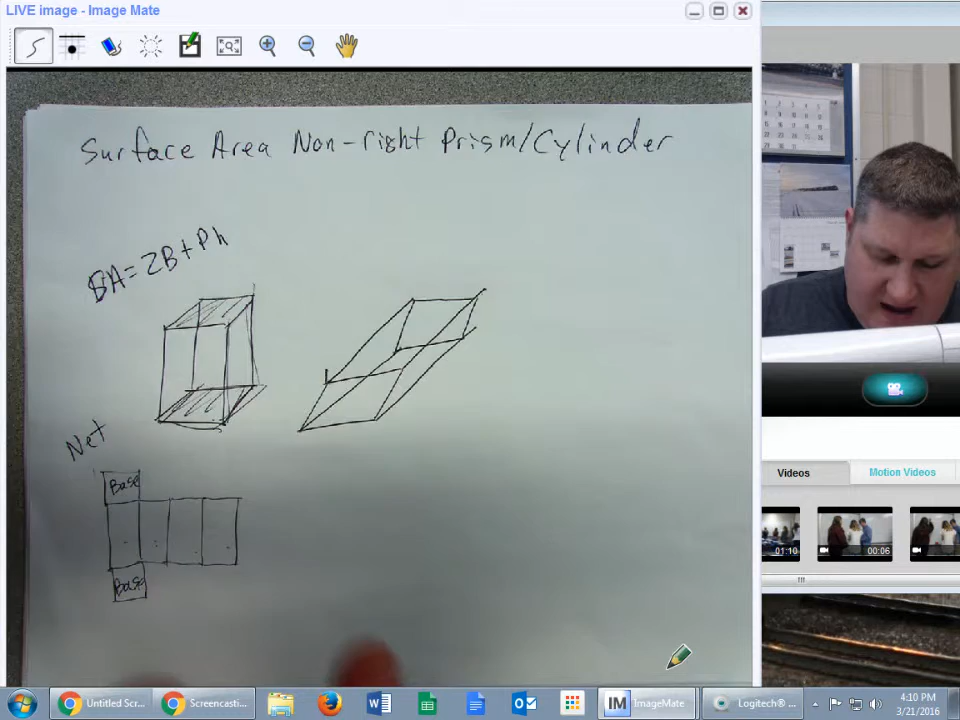 LIVE image - Image Mate
Surface Area Non-right Prism/Cylinder
SA=2B+Ph
Net
Base
Base
Videos
Motion Videos
01:10
00:06
Untitled Scr...
Screencasti...
IM
ImageMate
Logitech® I...
4:10 PM
3/21/2016